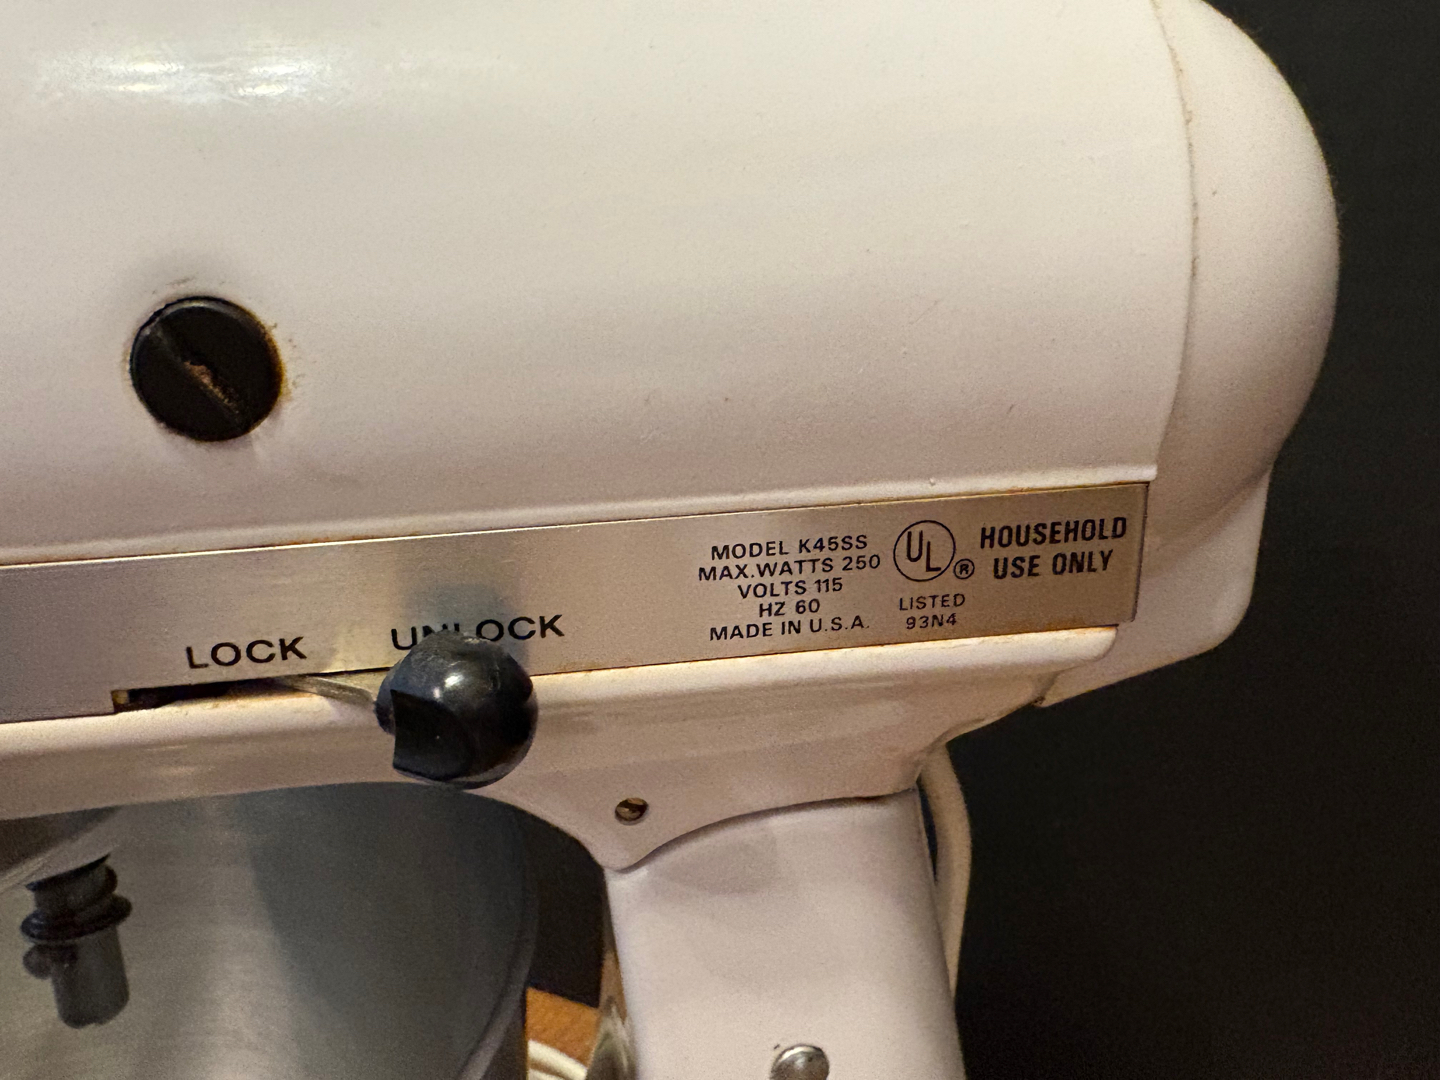 MODEL K45SS
MAX.WATTS 250
VOLTS 115
HZ 60
MADE IN U.S.A.
UL ®
LISTED
93N4
HOUSEHOLD
USE ONLY
LOCK UNLOCK